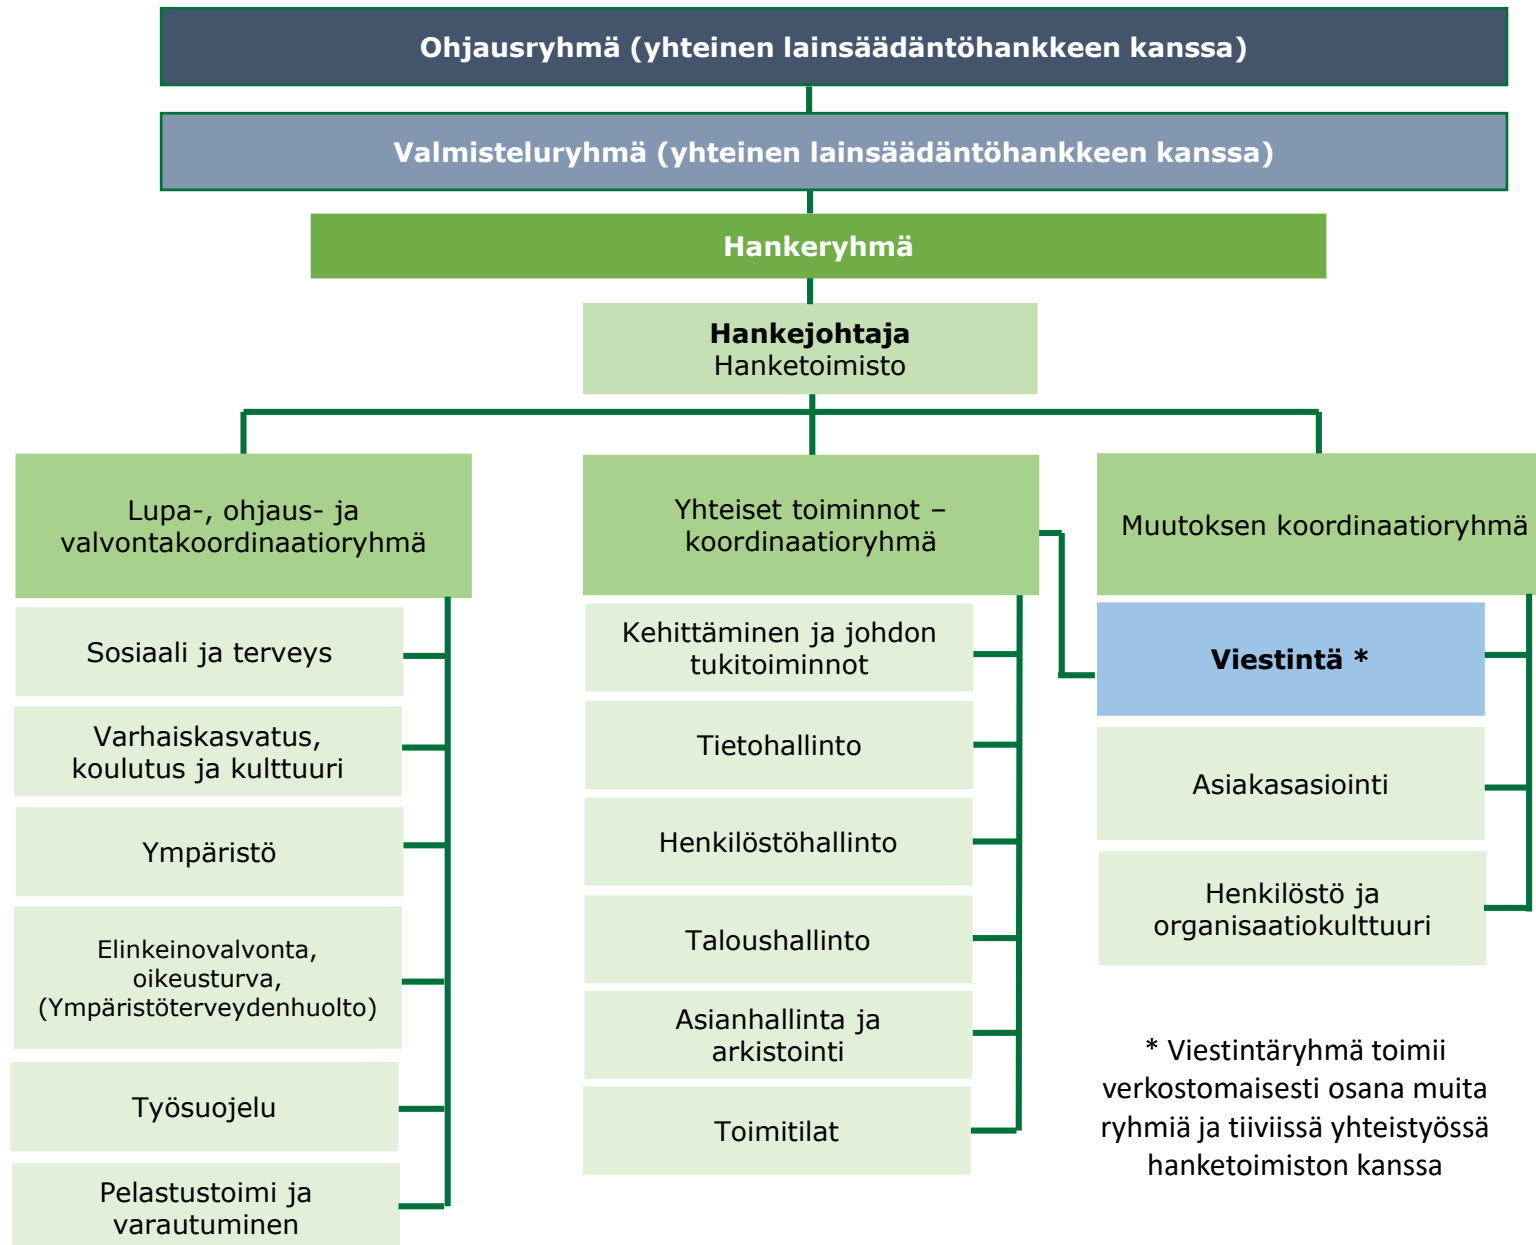 Ohjausryhmä (yhteinen lainsäädäntöhankkeen kanssa)
Valmisteluryhmä (yhteinen lainsäädäntöhankkeen kanssa)
Hankeryhmä
Hankejohtaja
Hanketoimisto
Lupa-, ohjaus- ja
valvontakoordinaatioryhmä
Sosiaali ja terveys
Varhaiskasvatus,
koulutus ja kulttuuri
Ympäristö
Elinkeinovalvonta,
oikeusturva,
(Ympäristöterveydenhuolto)
Työsuojelu
Pelastustoimi ja
varautuminen
Yhteiset toiminnot –
koordinaatioryhmä
Kehittäminen ja johdon
tukitoiminnot
Tietohallinto
Henkilöstöhallinto
Taloushallinto
Asianhallinta ja
arkistointi
Toimitilat
Muutoksen koordinaatioryhmä
Viestintä *
Asiakasasiointi
Henkilöstö ja
organisaatiokulttuuri
* Viestintäryhmä toimii
verkostomaisesti osana muita
ryhmiä ja tiiviissä yhteistyössä
hanketoimiston kanssa